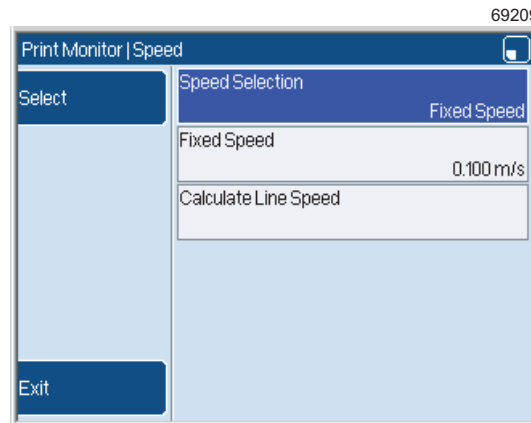 69209
Print Monitor | Speed
Select
Speed Selection
Fixed Speed
Fixed Speed
0.100 m/s
Calculate Line Speed
Exit